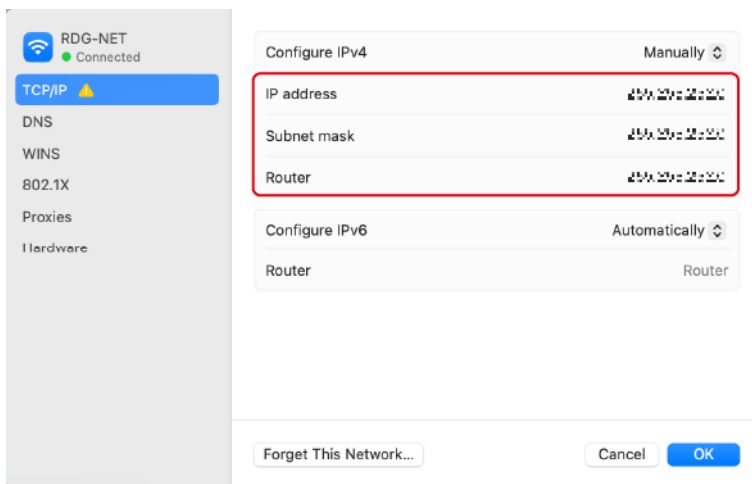 RDG-NET
Connected
TCP/IP
DNS
WINS
802.1X
Proxies
Hardware
Configure IPv4 Manually
IP address
Subnet mask
Router
Configure IPv6 Automatically
Router Router
Forget This Network... Cancel OK